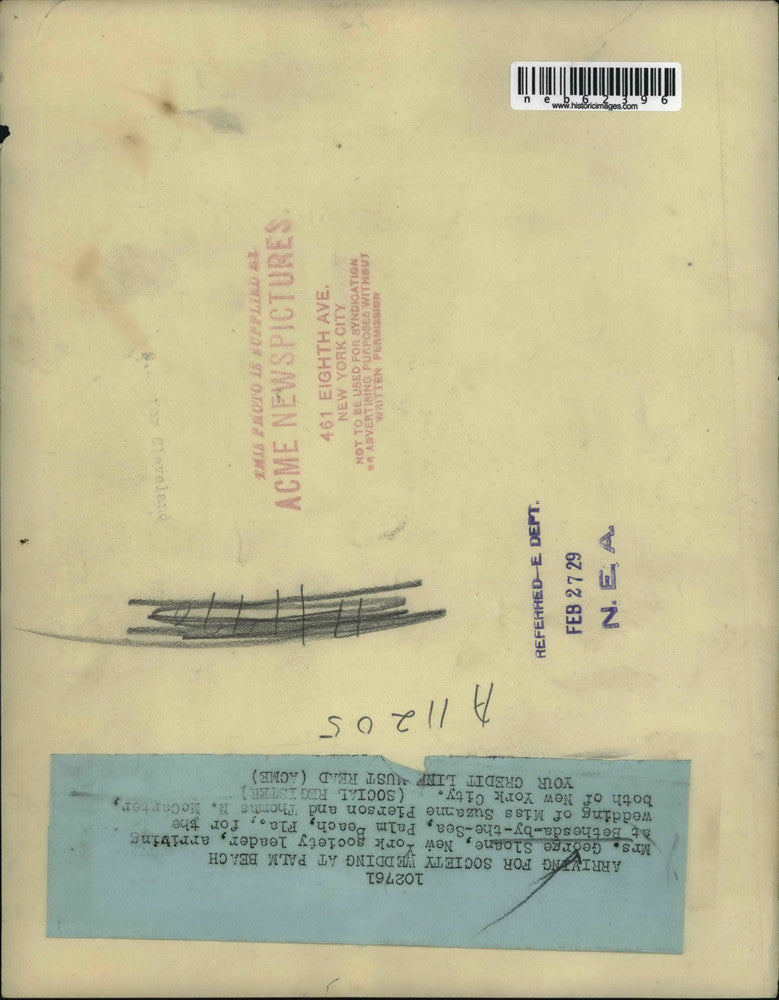 neb62396
www.historicimages.com
THIS PHOTO IS SUPPLIED BY
ACME NEWSPICTURES.
461 EIGHTH AVE.
NEW YORK CITY
NOT TO BE USED FOR SYNDICATION
OR ADVERTISING PURPOSES WITHOUT
WRITTEN PERMISSION
REFERRED—E. DEPT.
FEB 27 29
N. E. A.
A 11205
102761
ARRIVING FOR SOCIETY WEDDING AT PALM BEACH
Mrs. George Sloane, New York society leader, arriving
at Bethesda-by-the-Sea, Palm Beach, Fla., for the
wedding of Miss Suzanne Pierson and Thomas N. McCarter,
both of New York City. (SOCIAL REGISTER)
YOUR CREDIT LINE MUST READ (ACME)